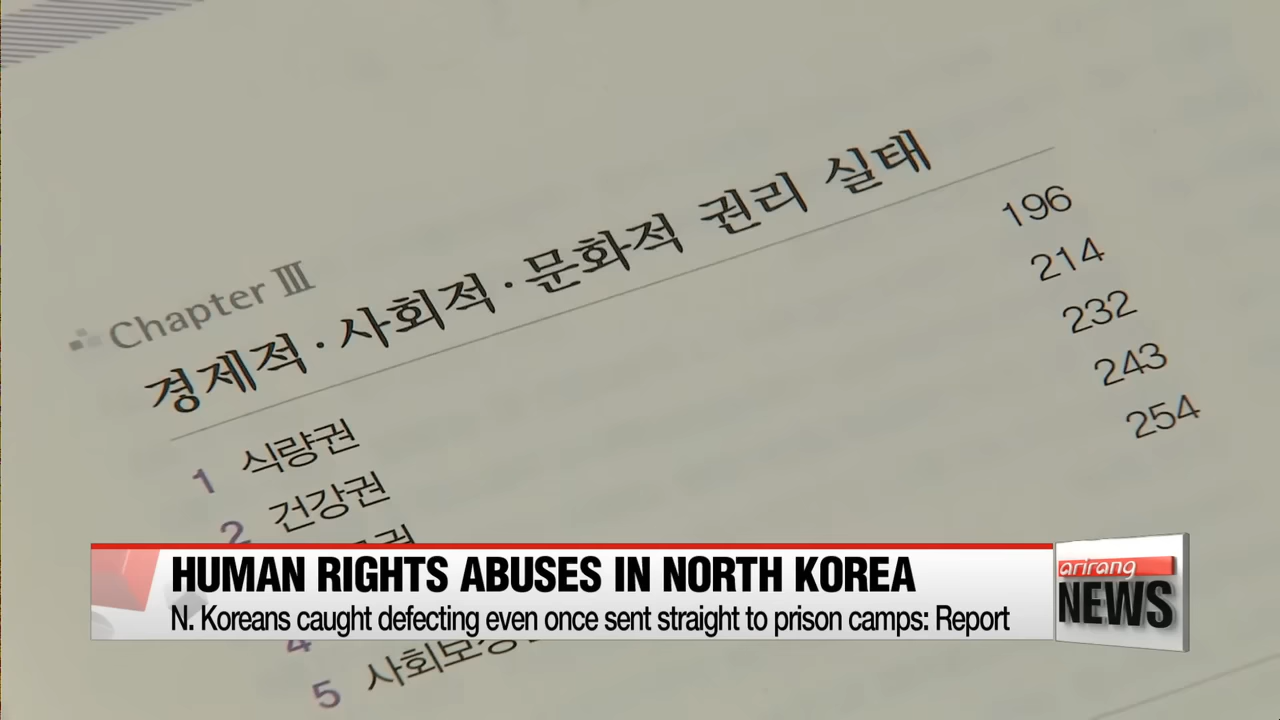 Chapter Ⅲ
경제적·사회적·문화적 권리 실태
1 식량권 196
2 건강권 214
232
4 243
5 사회보장 254
HUMAN RIGHTS ABUSES IN NORTH KOREA
N. Koreans caught defecting even once sent straight to prison camps: Report
arirang
NEWS